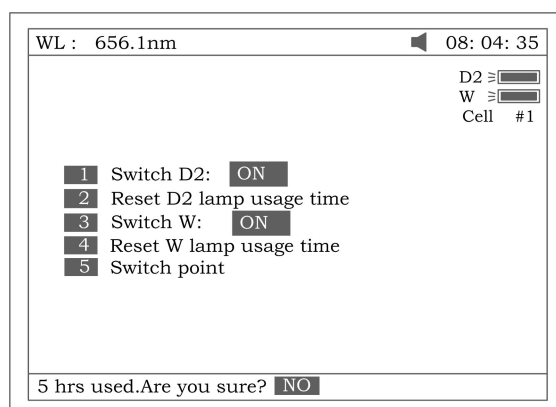 WL : 656.1nm 08: 04: 35
D2
W
Cell #1
1 Switch D2: ON
2 Reset D2 lamp usage time
3 Switch W: ON
4 Reset W lamp usage time
5 Switch point
5 hrs used.Are you sure? NO